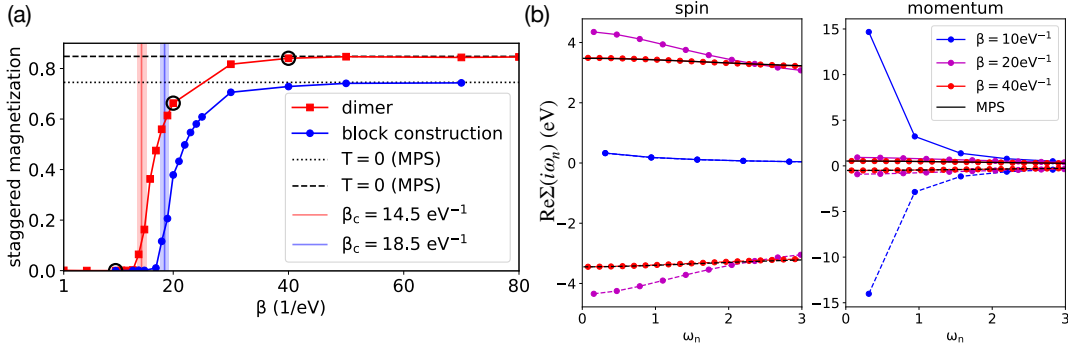 (a)
staggered magnetization
0.8
0.6
0.4
0.2
0.0
1
20
40
60
80
β (1/eV)
dimer
block construction
T = 0 (MPS)
T = 0 (MPS)
β_c = 14.5 eV⁻¹
β_c = 18.5 eV⁻¹
(b)
spin
ReΣ(iω_n) (eV)
4
2
0
−2
−4
0
1
2
3
ω_n
momentum
15
10
5
0
−5
−10
−15
0
1
2
3
ω_n
β = 10eV⁻¹
β = 20eV⁻¹
β = 40eV⁻¹
MPS